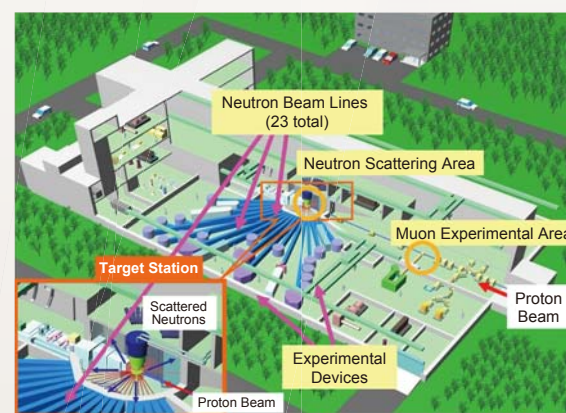 Neutron Beam Lines
(23 total)
Neutron Scattering Area
Muon Experimental Area
Target Station
Proton
Beam
Scattered
Neutrons
Experimental
Devices
Proton Beam